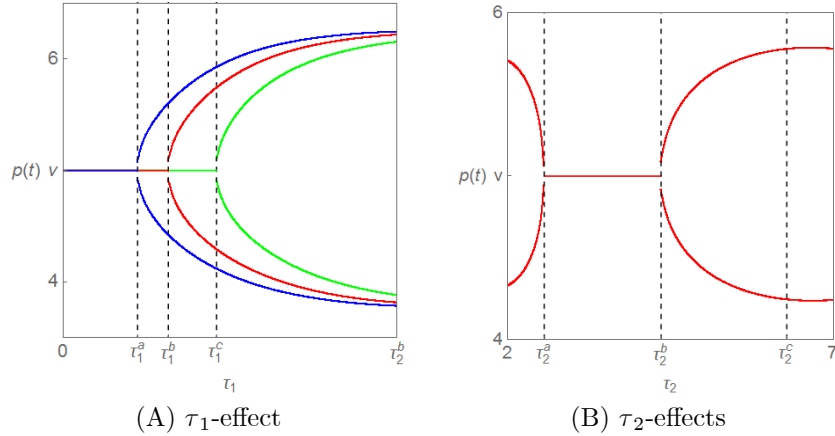 6
p(t) v
4
0
τ₁ᵃ
τ₁ᵇ
τ₁ᶜ
τ₂ᵇ
τ₁
(A) τ₁-effect
6
p(t) v
4
2
τ₂ᵃ
τ₂ᵇ
τ₂ᶜ
7
τ₂
(B) τ₂-effects